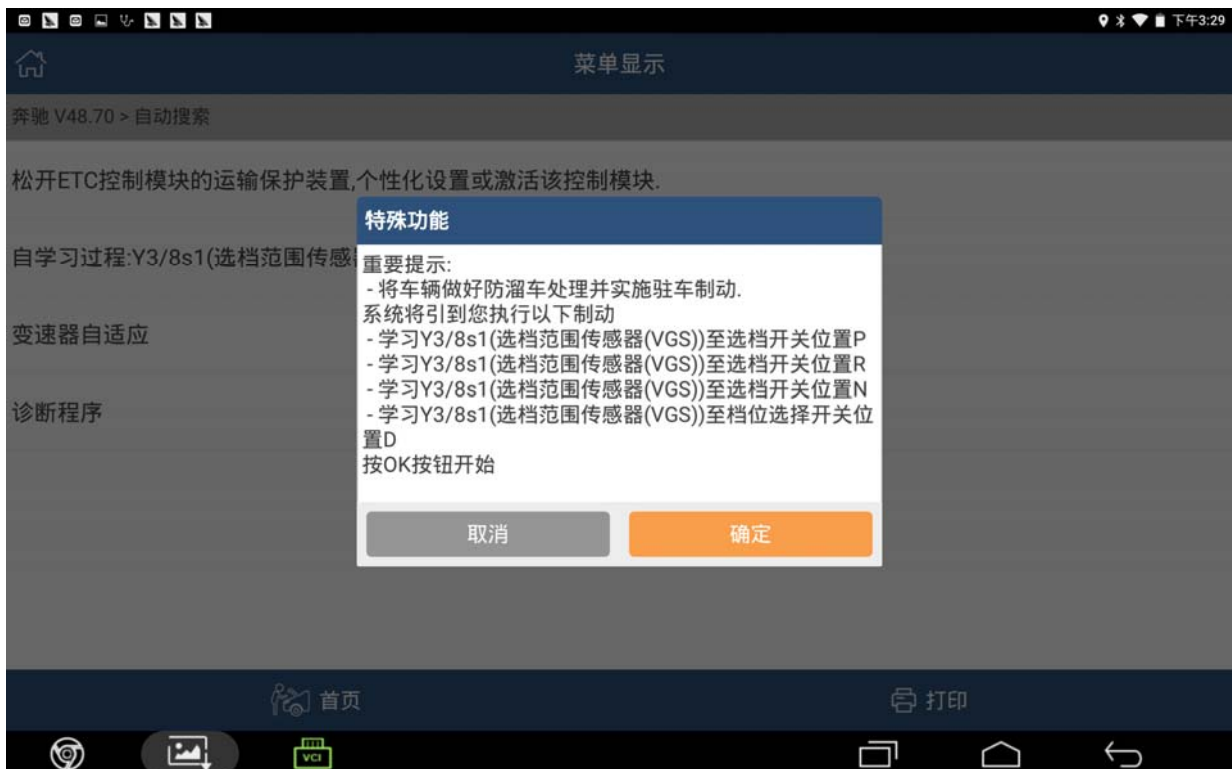 下午3:29
菜单显示
奔驰 V48.70 > 自动搜索
松开ETC控制模块的运输保护装置,个性化设置或激活该控制模块.
自学习过程:Y3/8s1(选档范围传感
变速器自适应
诊断程序
特殊功能
重要提示:
- 将车辆做好防溜车处理并实施驻车制动.
系统将引到您执行以下制动
- 学习Y3/8s1(选档范围传感器(VGS))至选档开关位置P
- 学习Y3/8s1(选档范围传感器(VGS))至选档开关位置R
- 学习Y3/8s1(选档范围传感器(VGS))至选档开关位置N
- 学习Y3/8s1(选档范围传感器(VGS))至档位选择开关位
置D
按OK按钮开始
取消
确定
首页
打印
VCI